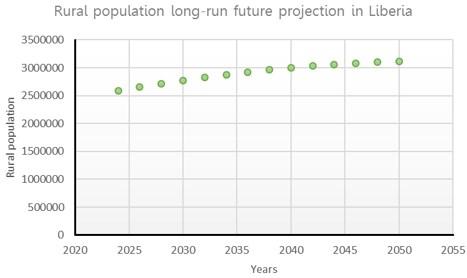 Rural population long-run future projection in Liberia
3500000
3000000
2500000
2000000
1500000
1000000
500000
0
Rural population
2020 2025 2030 2035 2040 2045 2050 2055
Years